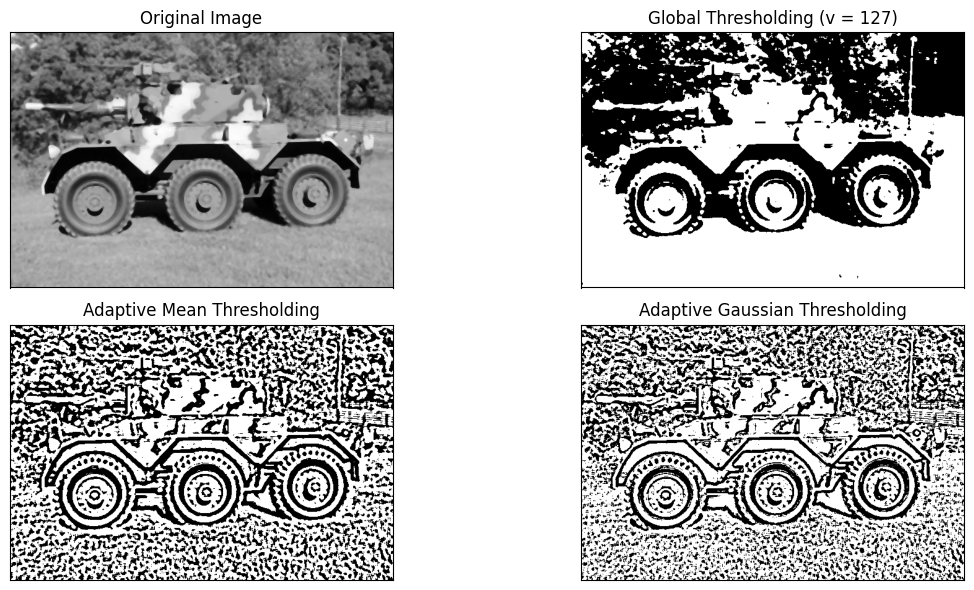 Original Image
Global Thresholding (v = 127)
Adaptive Mean Thresholding
Adaptive Gaussian Thresholding